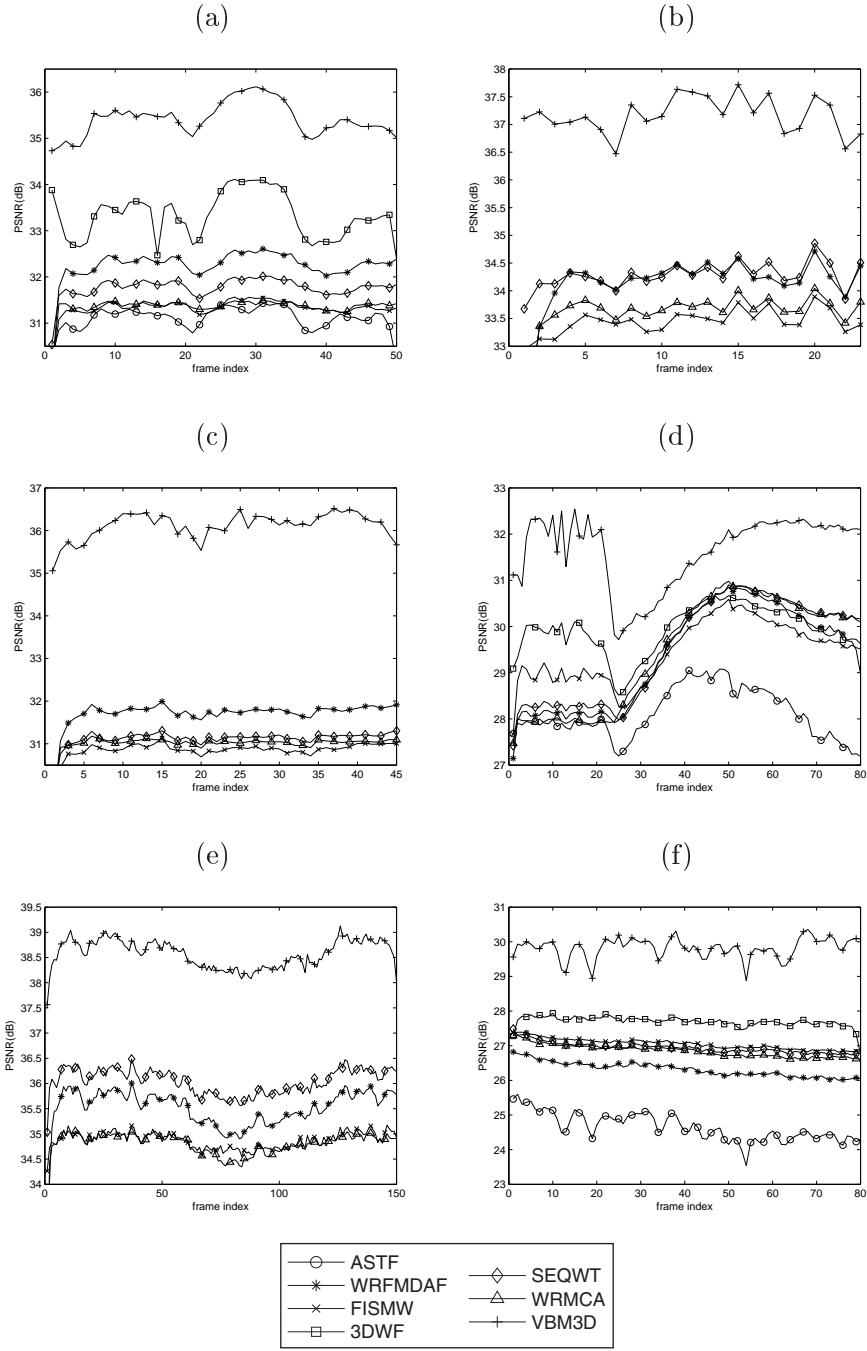 (a)
36
35
34
33
32
31
PSNR(dB)
0 10 20 30 40 50
frame index
(b)
38
37.5
37
36.5
36
35.5
35
34.5
34
33.5
33
PSNR(dB)
5 10 15 20
frame index
(c)
37
36
35
34
33
32
31
PSNR(dB)
0 5 10 15 20 25 30 35 40 45
frame index
(d)
33
32
31
30
29
28
27
PSNR(dB)
0 10 20 30 40 50 60 70 80
frame index
(e)
39.5
39
38.5
38
37.5
37
36.5
36
35.5
35
34.5
34
PSNR(dB)
0 50 100 150
frame index
(f)
31
30
29
28
27
26
25
24
23
PSNR(dB)
0 10 20 30 40 50 60 70 80
frame index
ASTF
WRFMDAF
FISMW
3DWF
SEQWT
WRMCA
VBM3D